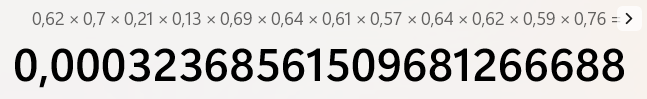 0,62 × 0,7 × 0,21 × 0,13 × 0,69 × 0,64 × 0,61 × 0,57 × 0,64 × 0,62 × 0,59 × 0,76 =
0,00032368561509681266688